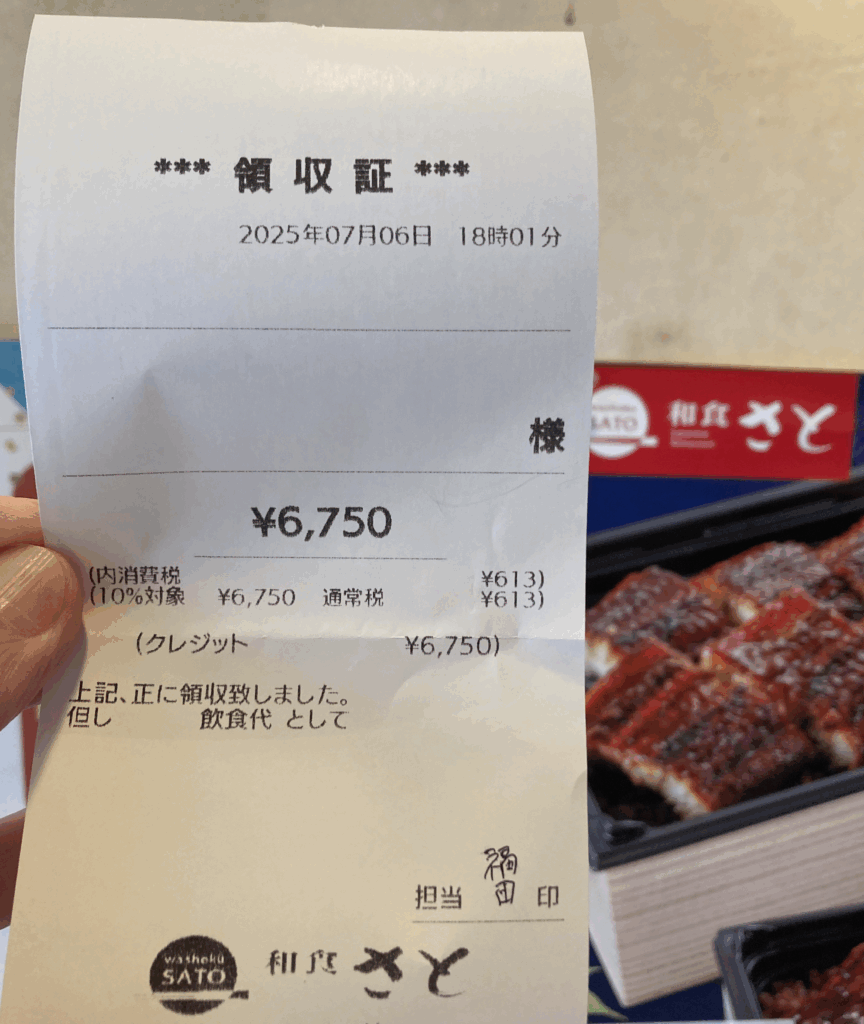 *** 領収証 ***
2025年07月06日 18時01分
様
¥6,750
(内消費税 ¥613)
(10%対象 ¥6,750 通常税 ¥613)
(クレジット ¥6,750)
上記、正に領収致しました。
但し 飲食代 として
担当 福田 印
washoku
SATO
和食 さと
washoku
SATO
和食 さと